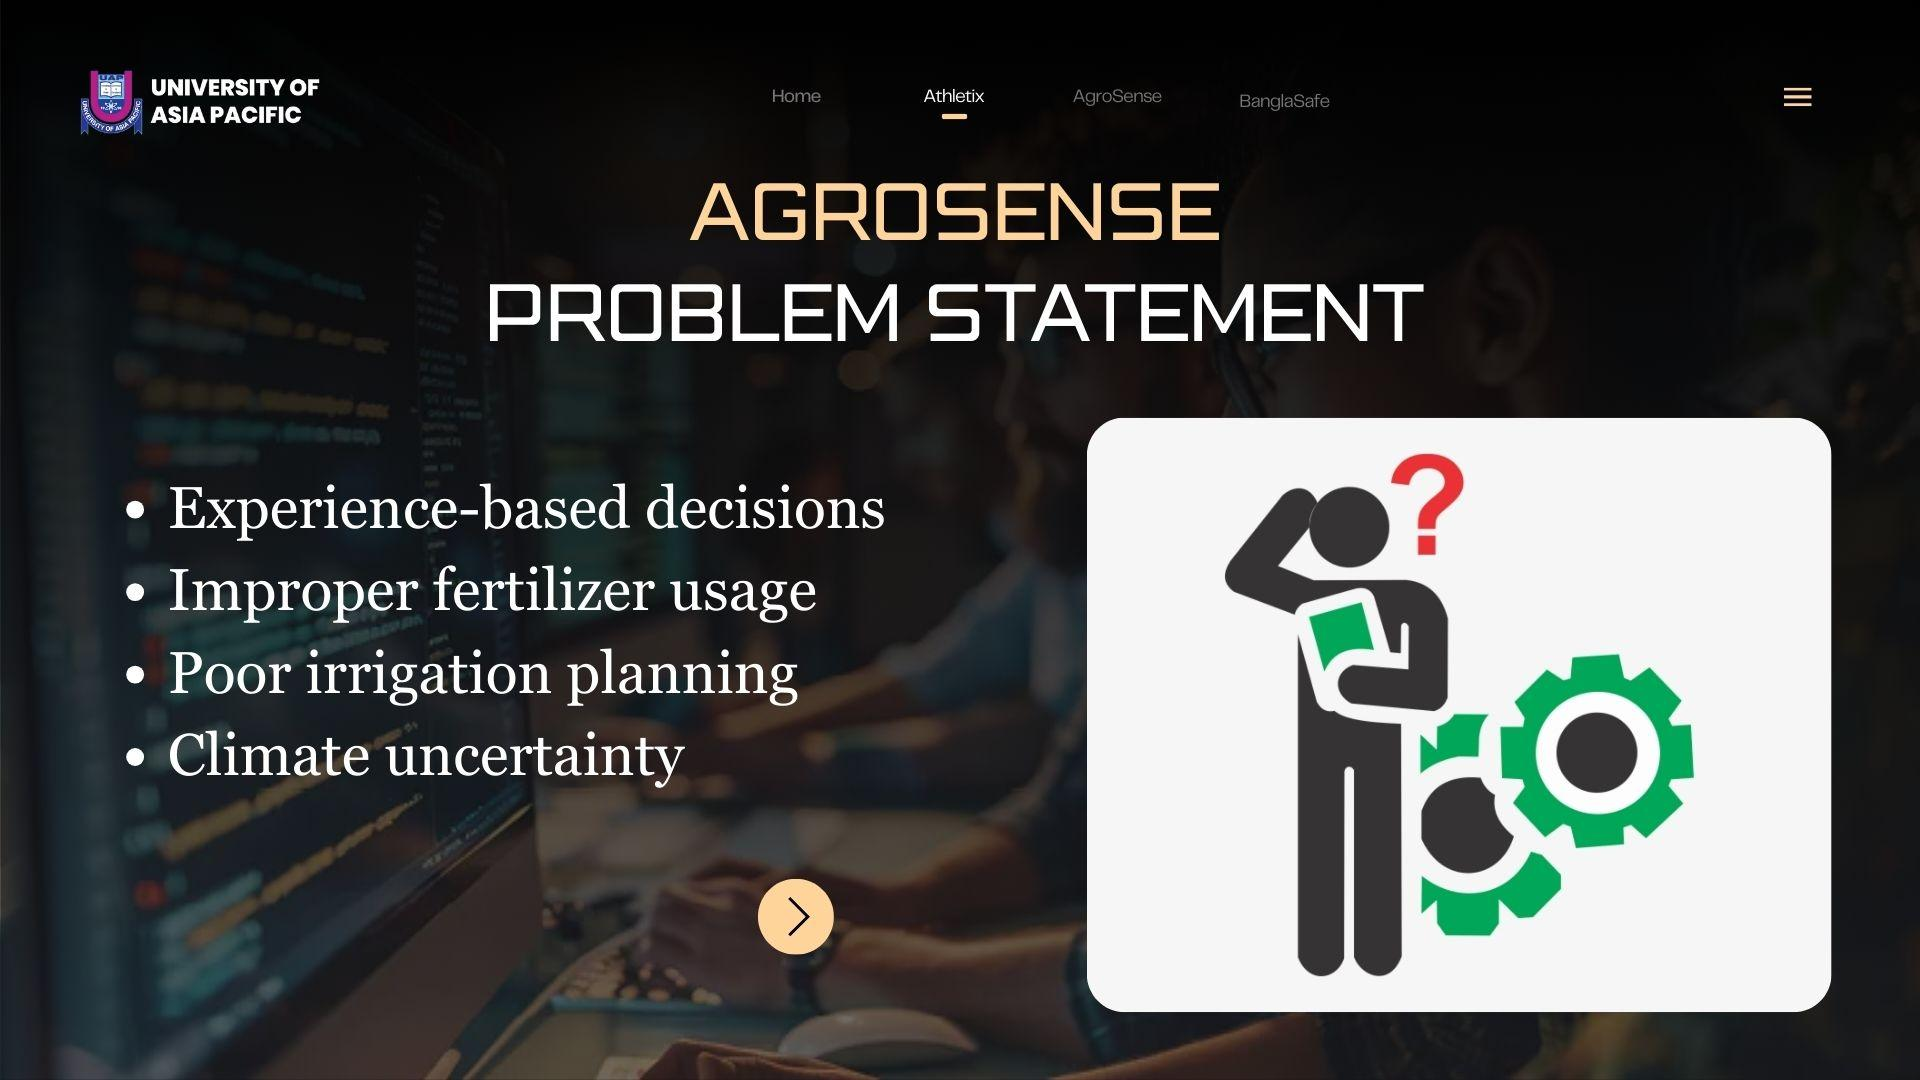 UNIVERSITY OF
ASIA PACIFIC
Home Athletix AgroSense BanglaSafe
AGROSENSE
PROBLEM STATEMENT
• Experience-based decisions
• Improper fertilizer usage
• Poor irrigation planning
• Climate uncertainty
?